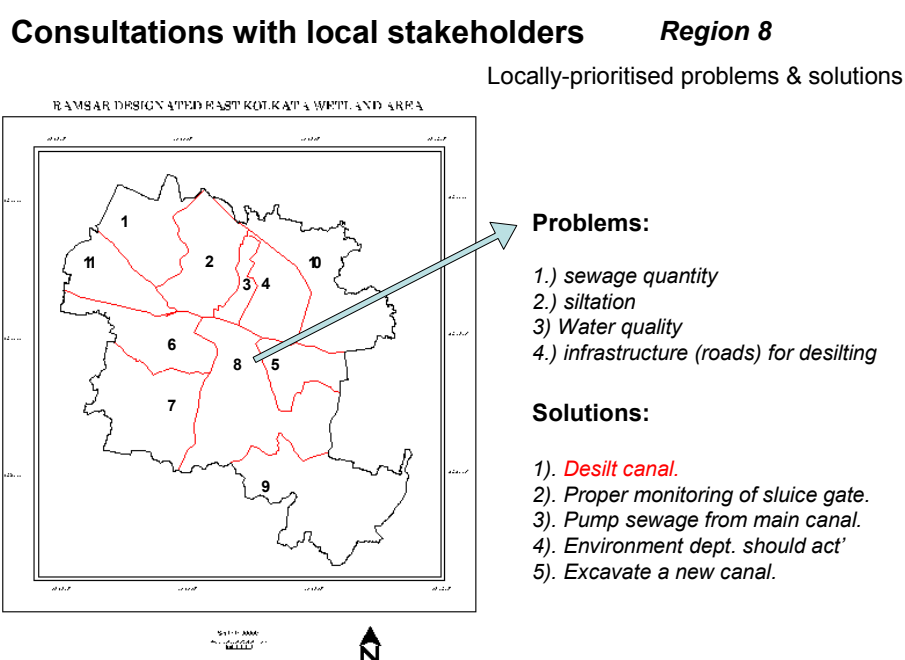 Consultations with local stakeholders
Region 8
Locally-prioritised problems & solutions
RAMSAR DESIGNATED EAST KOLKATA WETLAND AREA
1
11
2
10
3
4
6
8
5
7
9
Problems:
1.) sewage quantity
2.) siltation
3) Water quality
4.) infrastructure (roads) for desilting
Solutions:
1). Desilt canal.
2). Proper monitoring of sluice gate.
3). Pump sewage from main canal.
4). Environment dept. should act’
5). Excavate a new canal.
N